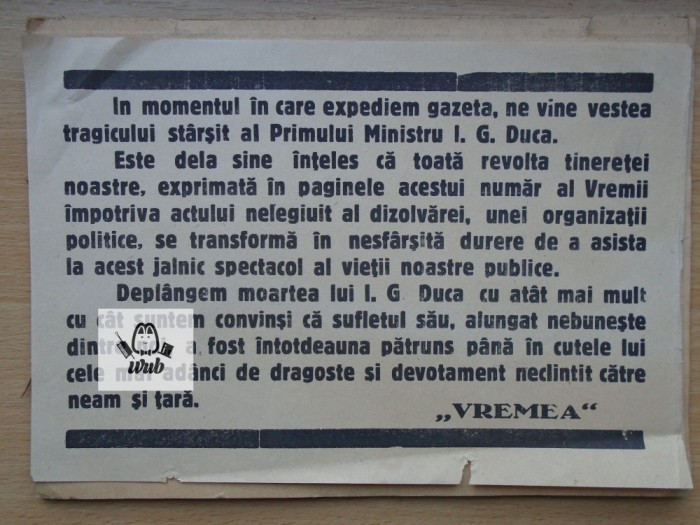 In momentul în care expediem gazeta, ne vine vestea
tragicului stârșit al Primului Ministru I. G. Duca.
Este dela sine înțeles că toată revolta tinereței
noastre, exprimată în paginele acestui număr al Vremii
împotriva actului nelegiuit al dizolvărei, unei organizații
politice, se transformă în nesfârșită durere de a asista
la acest jalnic spectacol al vieții noastre publice.
Deplângem moartea lui I. G. Duca cu atât mai mult
cu cât suntem convinși că sufletul său, alungat nebunește
a fost întotdeauna pătruns până în cutele lui
cele mai adânci de dragoste si devotament neclintit către
neam și țară.
„VREMEA“
wub